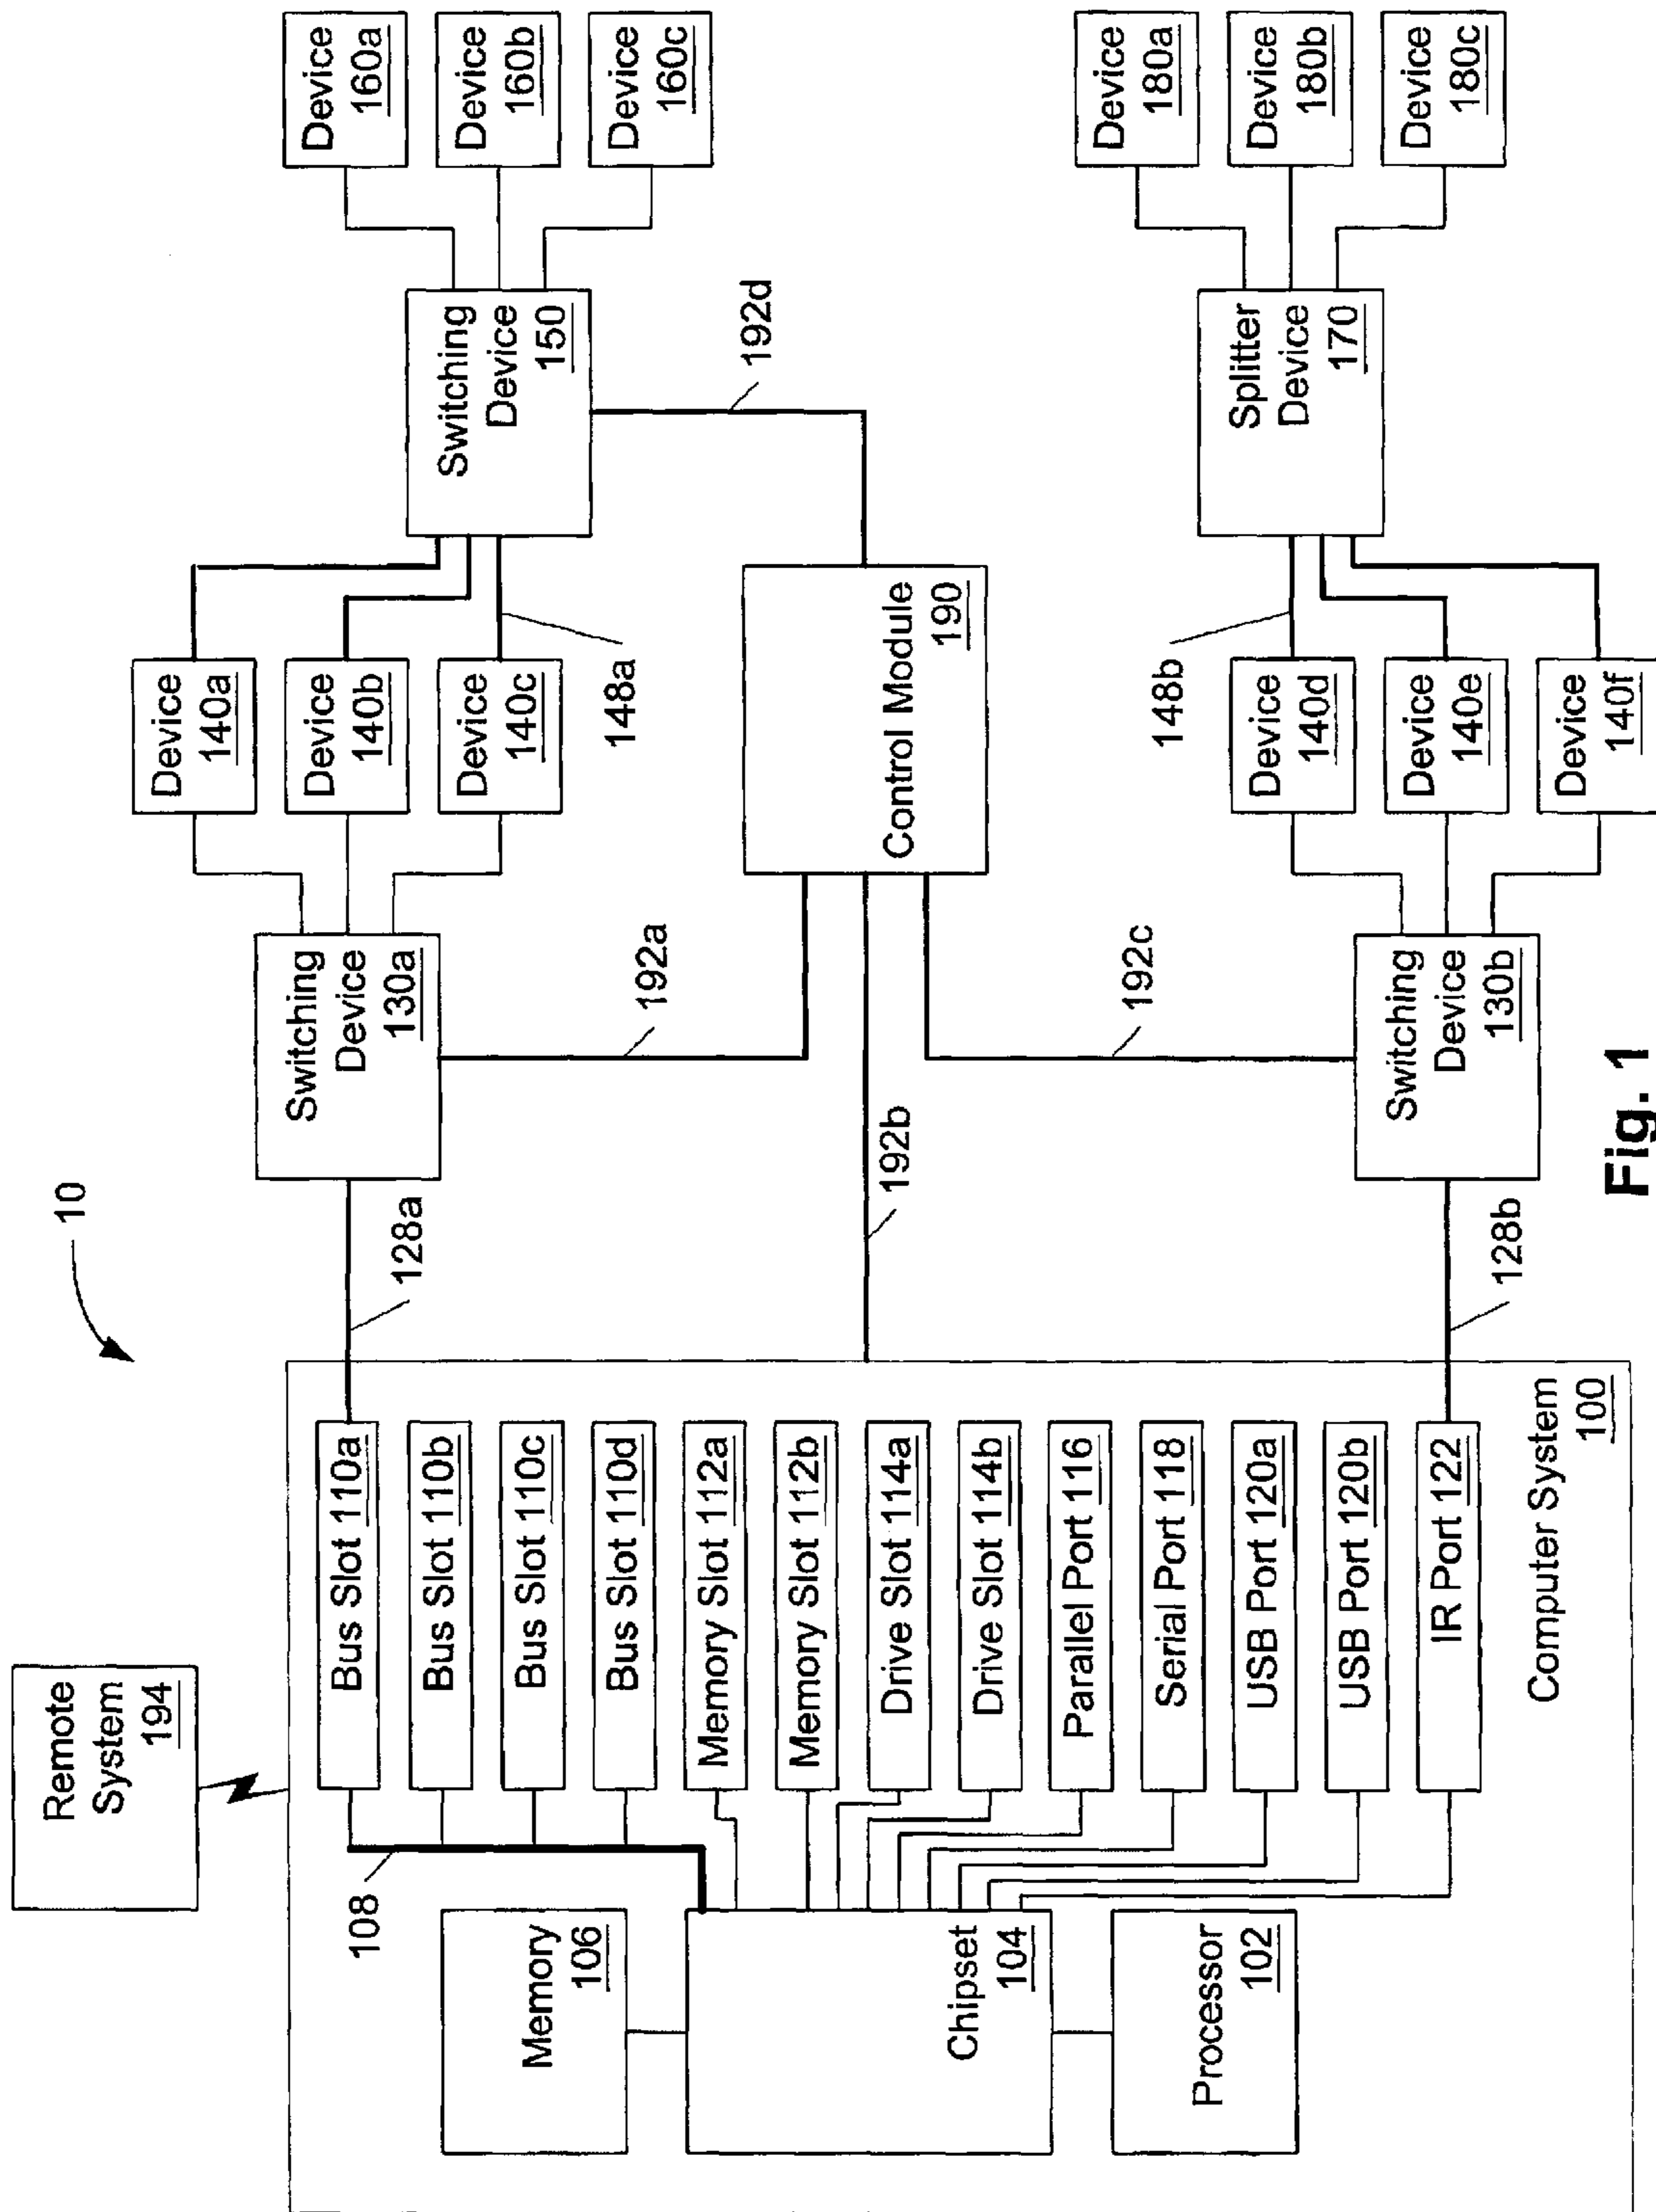 10
Remote
System
194
108
Memory
106
Chipset
104
Processor
102
Bus Slot 110a
Bus Slot 110b
Bus Slot 110c
Bus Slot 110d
Memory Slot 112a
Memory Slot 112b
Drive Slot 114a
Drive Slot 114b
Parallel Port 116
Serial Port 118
USB Port 120a
USB Port 120b
IR Port 122
Computer System
100
128a
192b
128b
Switching
Device
130a
192a
192c
Switching
Device
130b
Device
140a
Device
140b
Device
140c
148a
Control Module
190
148b
Device
140d
Device
140e
Device
140f
Switching
Device
150
192d
Splitter
Device
170
Device
160a
Device
160b
Device
160c
Device
180a
Device
180b
Device
180c
Fig. 1